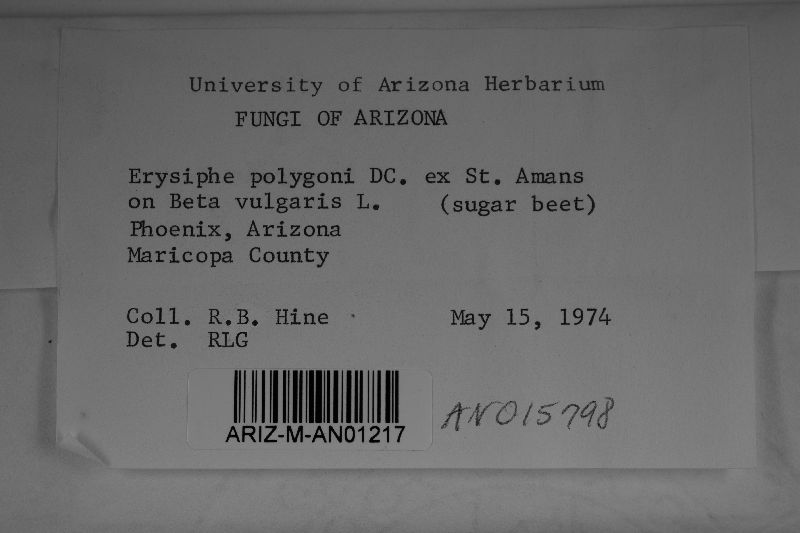 University of Arizona Herbarium
FUNGI OF ARIZONA
Erysiphe polygoni DC. ex St. Amans
on Beta vulgaris L. (sugar beet)
Phoenix, Arizona
Maricopa County
Coll. R.B. Hine May 15, 1974
Det. RLG
ARIZ-M-AN01217
AN015798